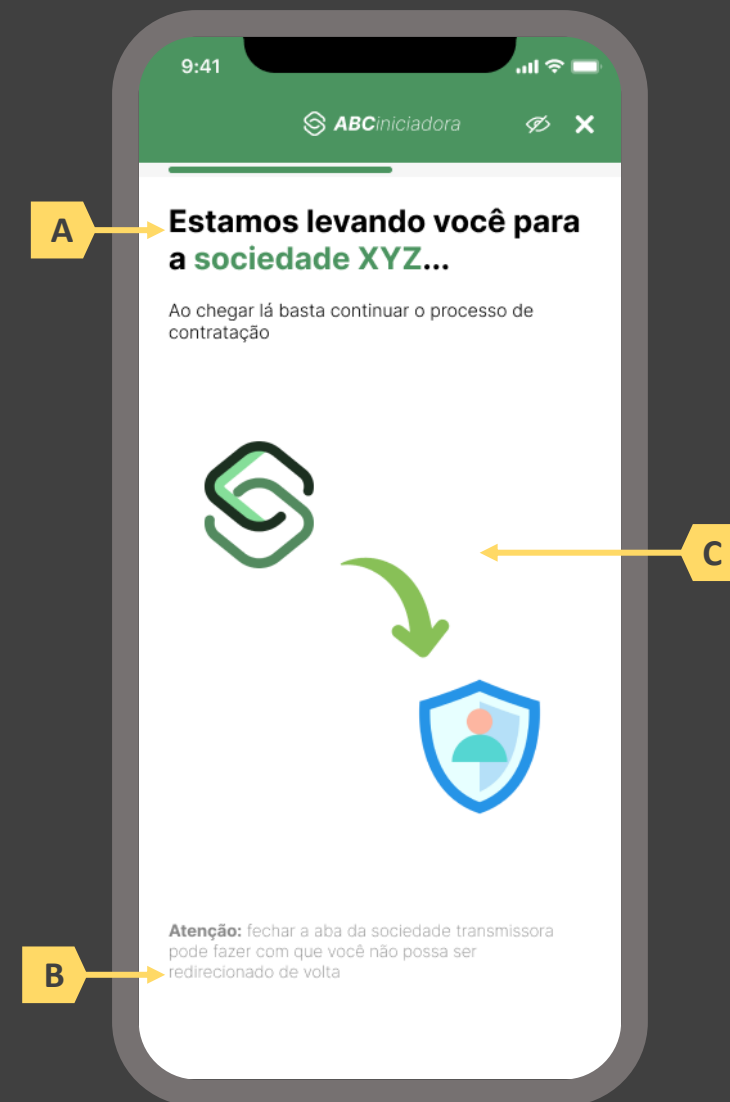 9:41
ABCiniciadora
A
Estamos levando você para
a sociedade XYZ...
Ao chegar lá basta continuar o processo de
contratação
C
Atenção: fechar a aba da sociedade transmissora
pode fazer com que você não possa ser
B
redirecionado de volta